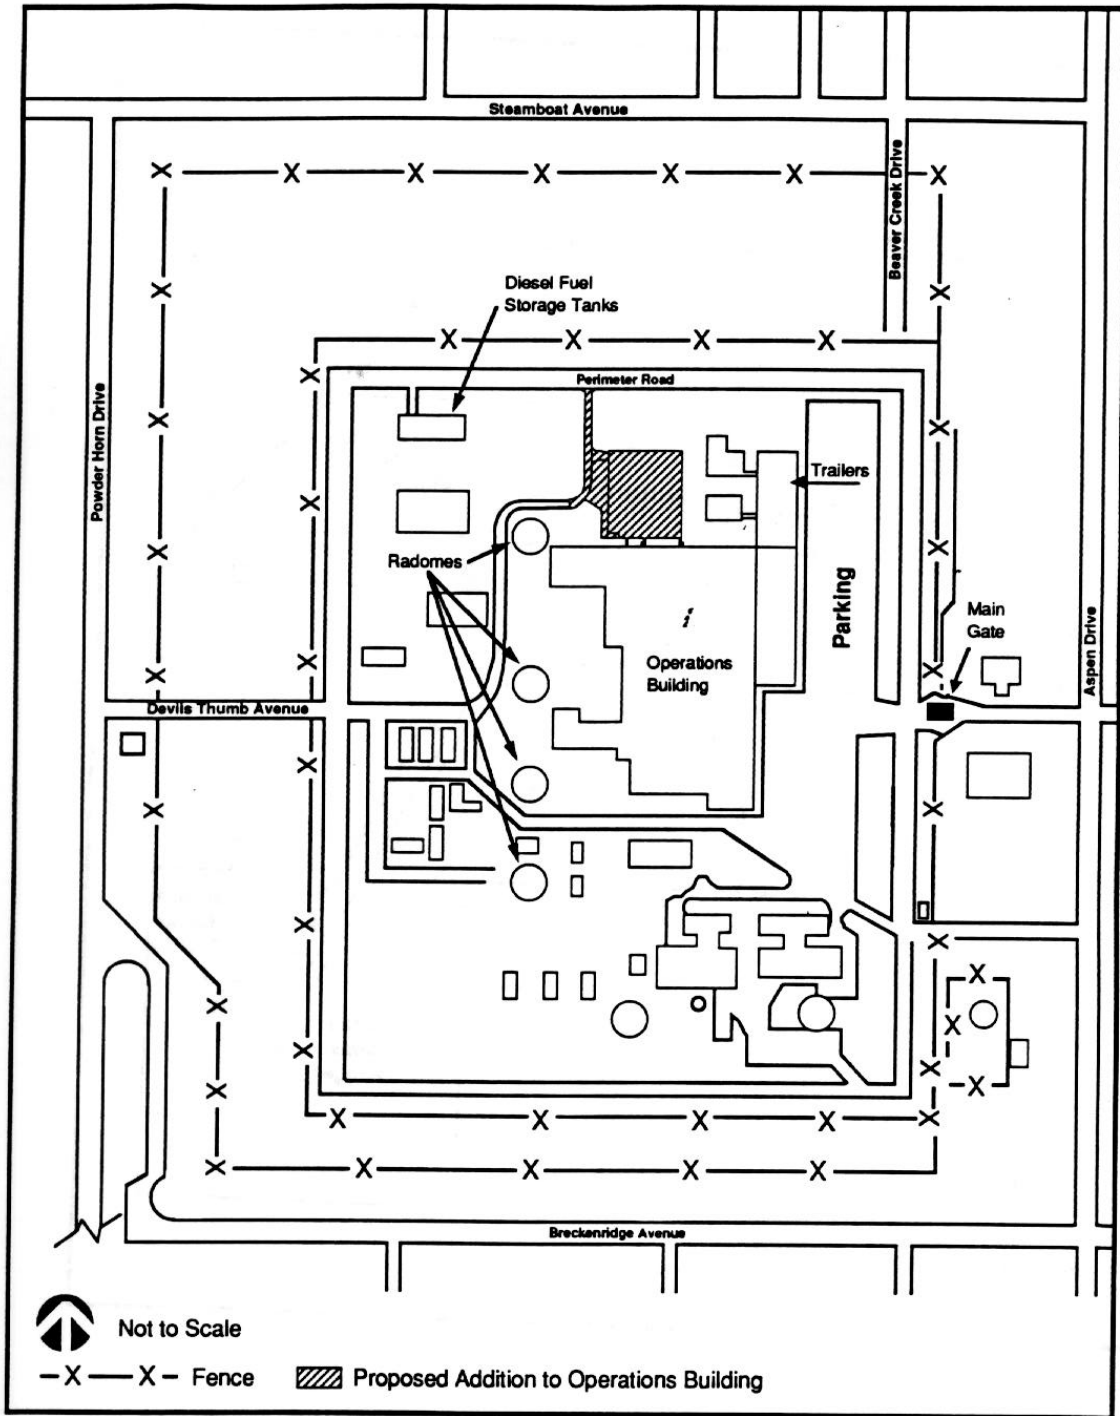 Steamboat Avenue
Beaver Creek Drive
Diesel Fuel
Storage Tanks
Perimeter Road
Powder Horn Drive
Trailers
Radomes
Parking
Main
Gate
Operations
Building
Aspen Drive
Devils Thumb Avenue
Breckenridge Avenue
Not to Scale
X X Fence
Proposed Addition to Operations Building